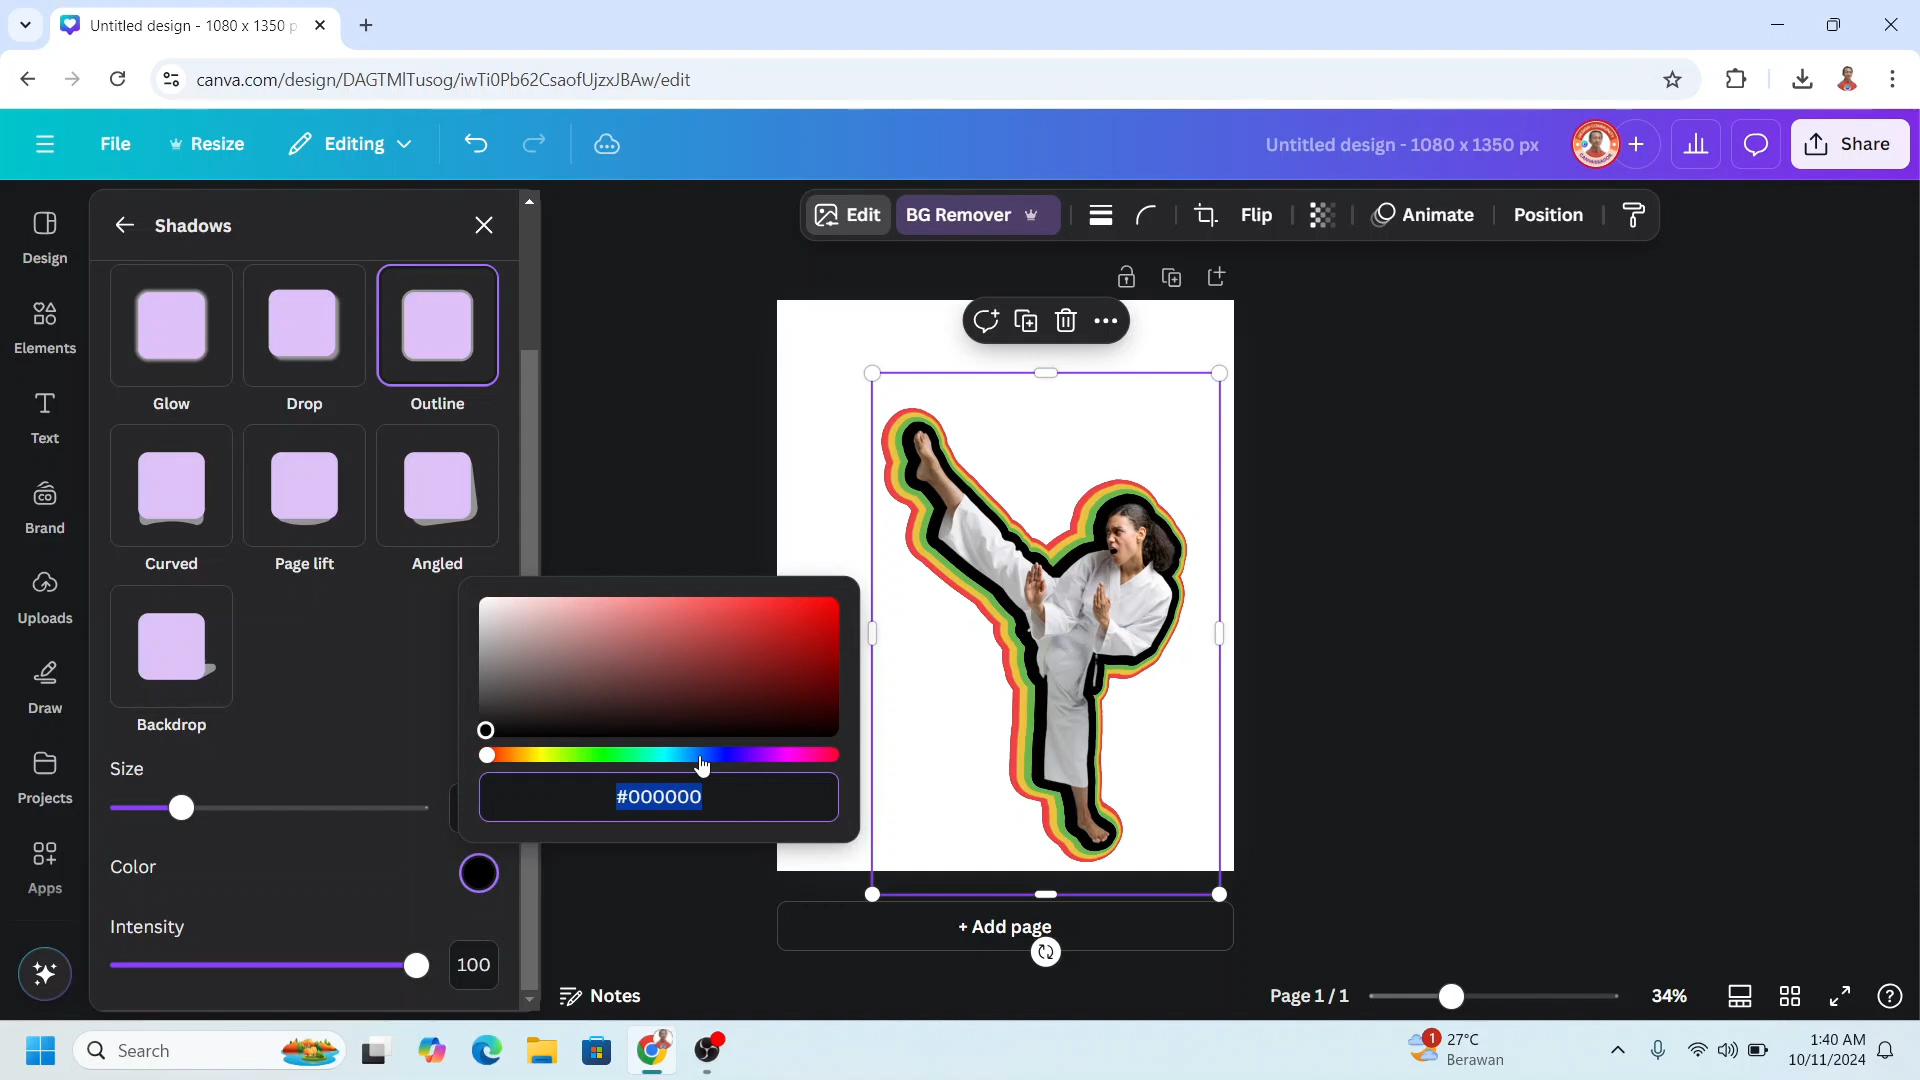 Untitled design - 1080 x 1350 p
canva.com/design/DAGTMlTusog/iwTi0Pb62CsaofUjzxJBAw/edit
File
Resize
Editing
Untitled design - 1080 x 1350 px
Share
Design
Elements
Text
Brand
Uploads
Draw
Projects
Apps
Shadows
Glow
Drop
Outline
Curved
Page lift
Angled
Backdrop
Size
Color
Intensity
100
#000000
Edit
BG Remover
Flip
Animate
Position
+ Add page
Notes
Page 1 / 1
34%
Search
1
27°C
Berawan
1:40 AM
10/11/2024